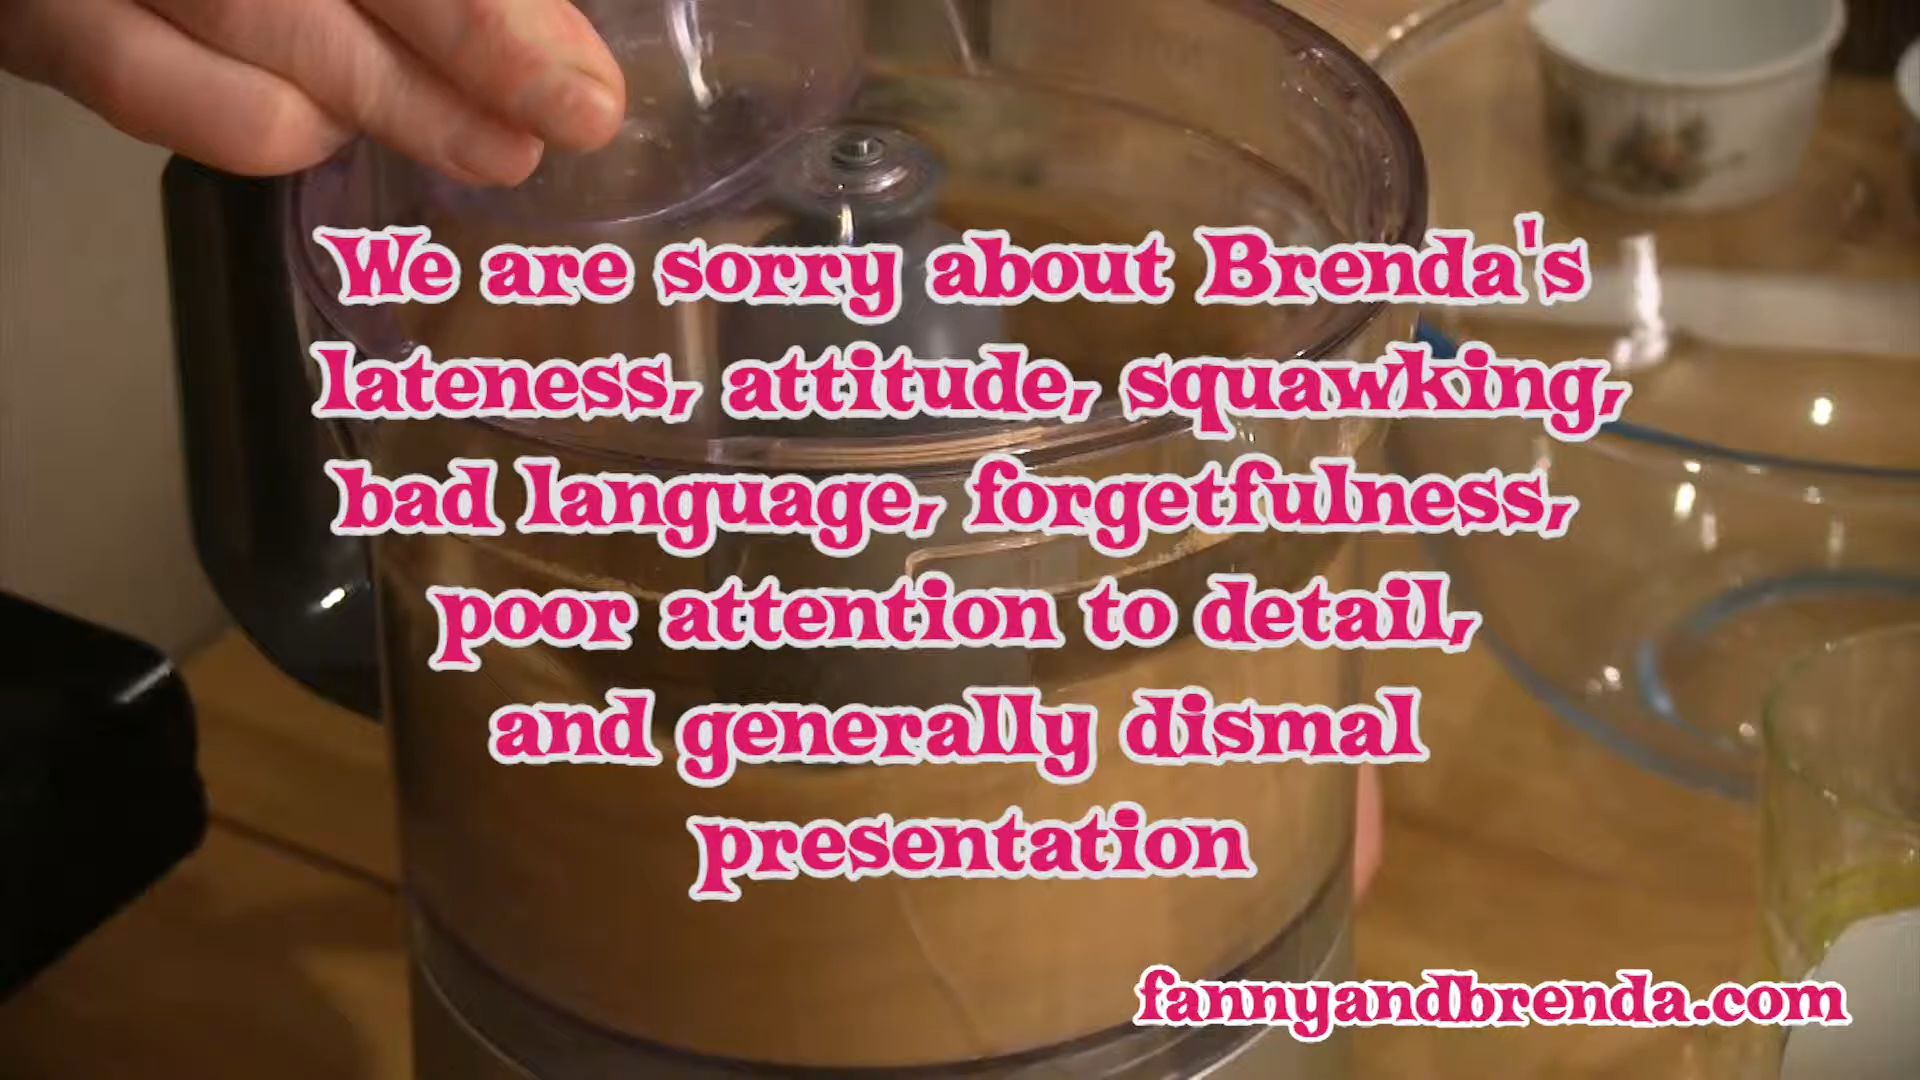 We are sorry about Brenda's
lateness, attitude, squawking,
bad language, forgetfulness,
poor attention to detail,
and generally dismal
presentation
fannyandbrenda.com